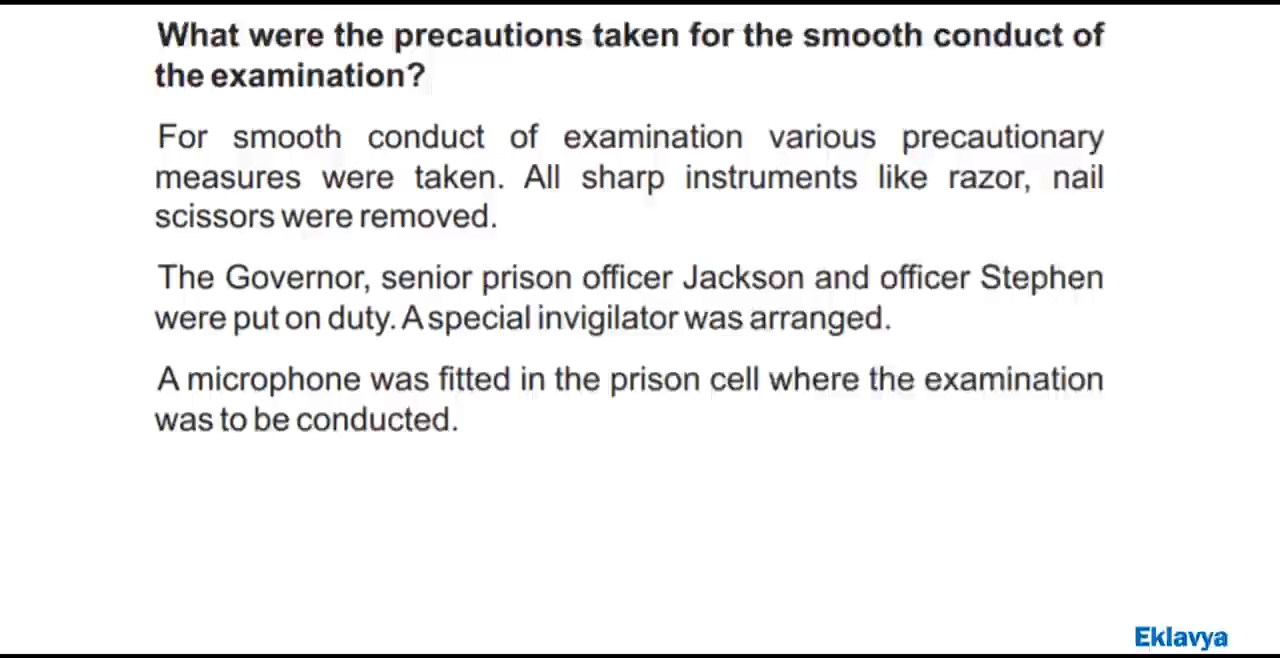 What were the precautions taken for the smooth conduct of
the examination?
For smooth conduct of examination various precautionary
measures were taken. All sharp instruments like razor, nail
scissors were removed.
The Governor, senior prison officer Jackson and officer Stephen
were put on duty. A special invigilator was arranged.
A microphone was fitted in the prison cell where the examination
was to be conducted.
Eklavya